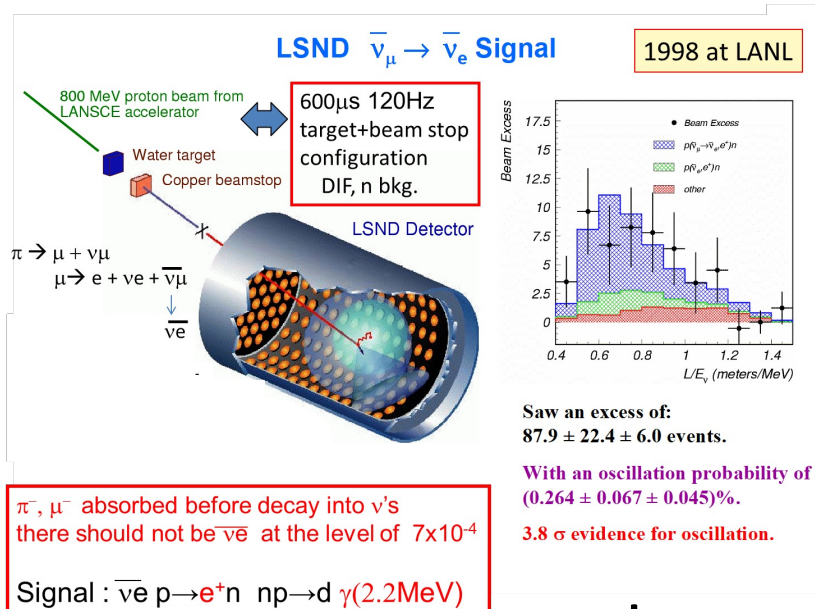 LSND ν̅μ → ν̅e Signal
1998 at LANL
800 MeV proton beam from
LANSCE accelerator
600μs 120Hz
target+beam stop
configuration
DIF, n bkg.
Water target
Copper beamstop
LSND Detector
π → μ + νμ
μ→ e + νe + ν̅μ̅
↓
ν̅e̅
-
Beam Excess
17.5
15
12.5
10
7.5
5
2.5
0
Beam Excess
p(ν̅μ→ν̅e,e⁺)n
p(ν̅e,e⁺)n
other
0.4 0.6 0.8 1 1.2 1.4
L/Eν (meters/MeV)
Saw an excess of:
87.9 ± 22.4 ± 6.0 events.
With an oscillation probability of
(0.264 ± 0.067 ± 0.045)%.
3.8 σ evidence for oscillation.
π⁻, μ⁻ absorbed before decay into ν's
there should not be ν̅e̅ at the level of 7x10⁻⁴
Signal : ν̅e̅ p→e⁺n np→d γ(2.2MeV)